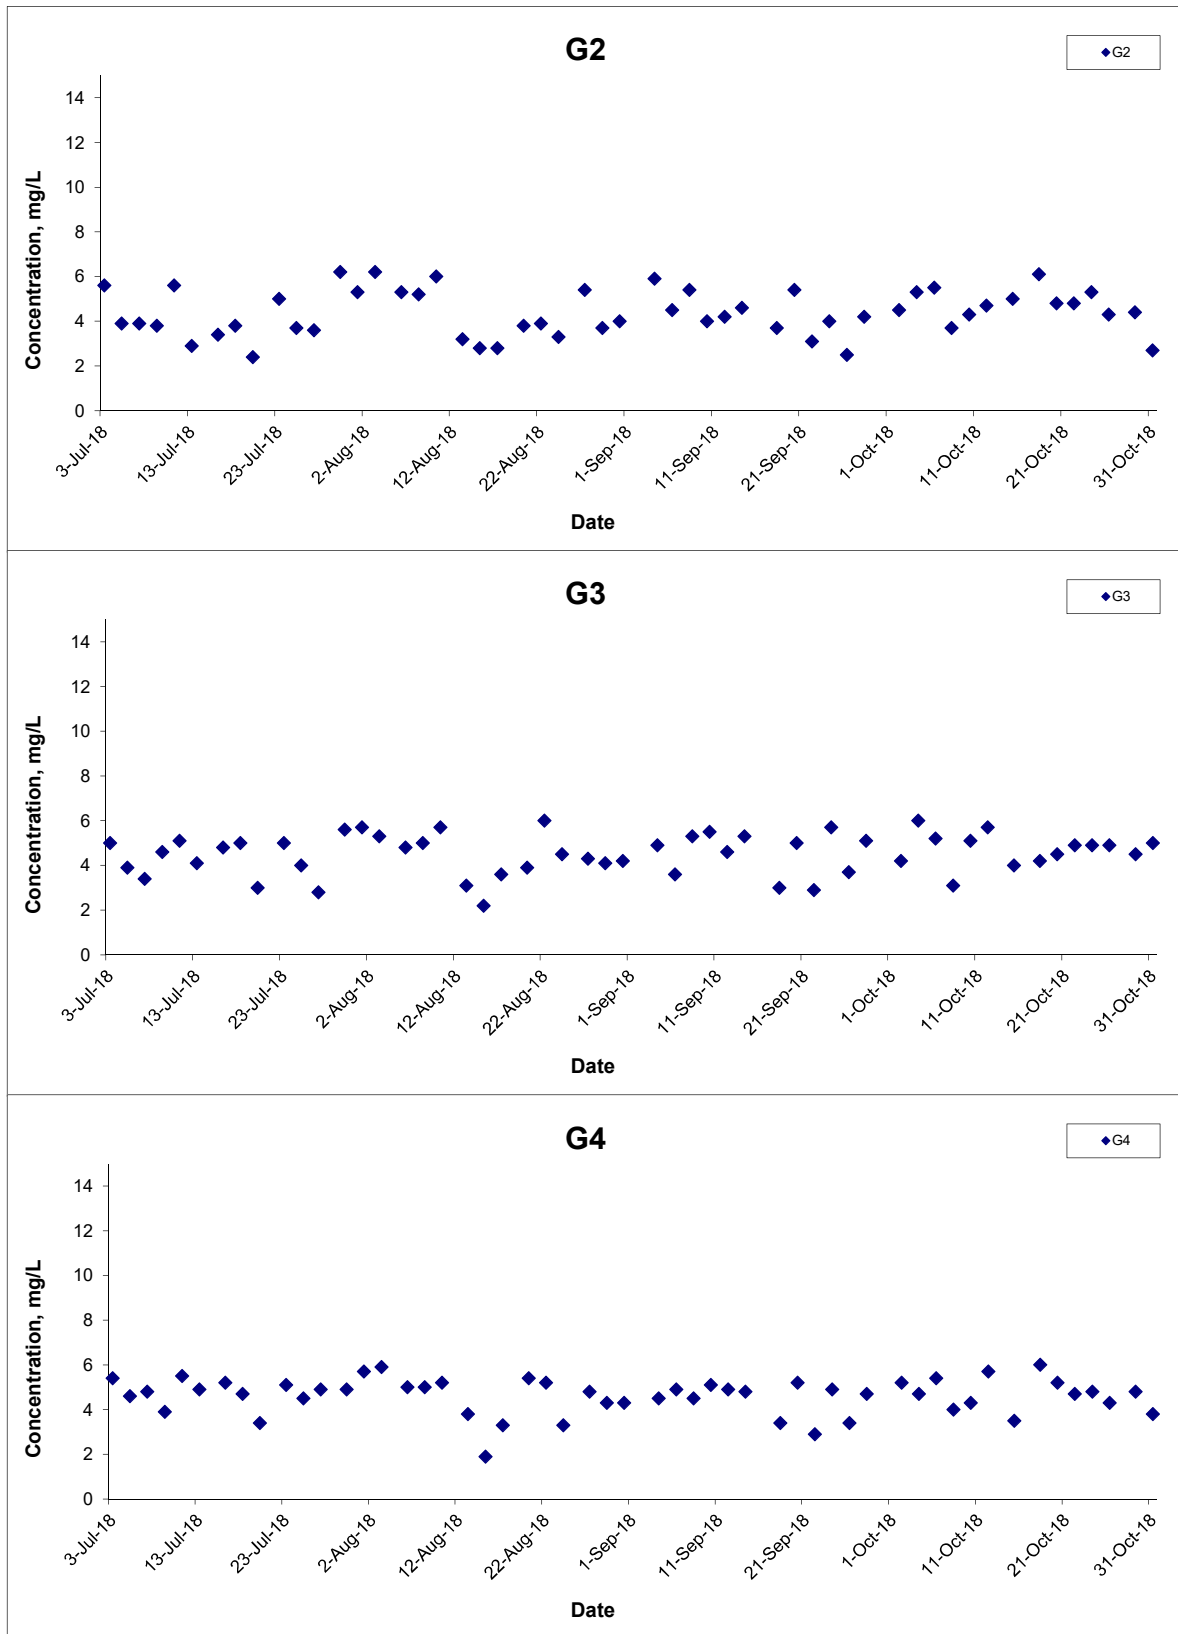 G2
G2
Concentration, mg/L
14
12
10
8
6
4
2
0
3-Jul-18
13-Jul-18
23-Jul-18
2-Aug-18
12-Aug-18
22-Aug-18
1-Sep-18
11-Sep-18
21-Sep-18
1-Oct-18
11-Oct-18
21-Oct-18
31-Oct-18
Date
G3
G3
Concentration, mg/L
14
12
10
8
6
4
2
0
3-Jul-18
13-Jul-18
23-Jul-18
2-Aug-18
12-Aug-18
22-Aug-18
1-Sep-18
11-Sep-18
21-Sep-18
1-Oct-18
11-Oct-18
21-Oct-18
31-Oct-18
Date
G4
G4
Concentration, mg/L
14
12
10
8
6
4
2
0
3-Jul-18
13-Jul-18
23-Jul-18
2-Aug-18
12-Aug-18
22-Aug-18
1-Sep-18
11-Sep-18
21-Sep-18
1-Oct-18
11-Oct-18
21-Oct-18
31-Oct-18
Date